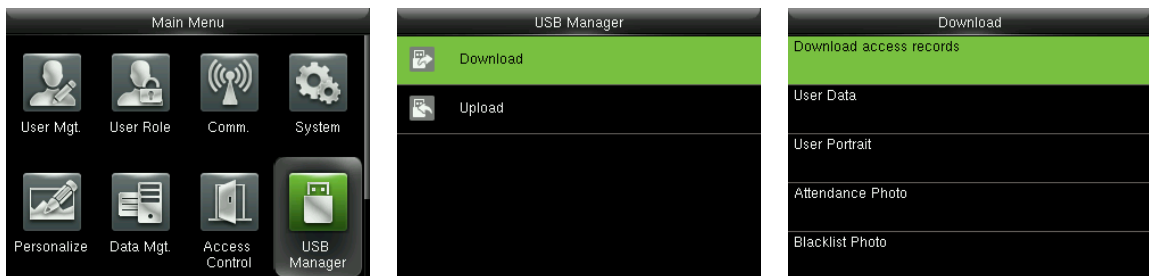 Main Menu
User Mgt.
User Role
Comm.
System
Personalize
Data Mgt.
Access
Control
USB
Manager
USB Manager
Download
Upload
Download
Download access records
User Data
User Portrait
Attendance Photo
Blacklist Photo